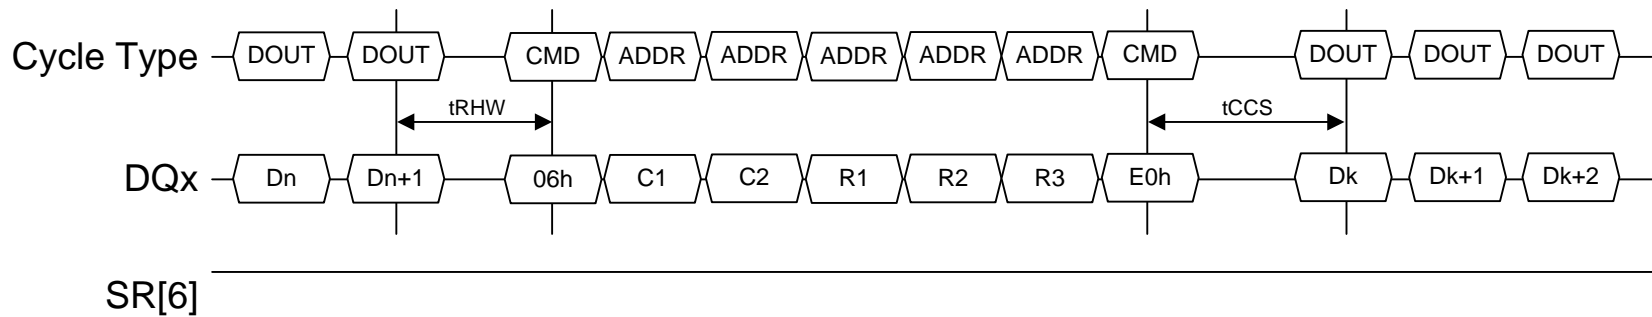 Cycle Type DOUT DOUT CMD ADDR ADDR ADDR ADDR ADDR CMD DOUT DOUT DOUT
tRHW tCCS
DQx Dn Dn+1 06h C1 C2 R1 R2 R3 E0h Dk Dk+1 Dk+2
SR[6]